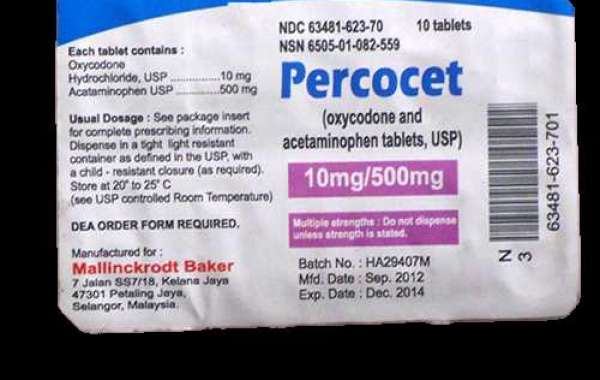 NDC 63481-623-70 10 tablets
NSN 6505-01-082-559
Percocet
(oxycodone and
acetaminophen tablets, USP)
10mg/500mg
Multiple strengths : Do not dispense
unless strength is stated.
Batch No. : HA29407M
Mfd. Date : Sep. 2012
Exp. Date : Dec. 2014
Each tablet contains :
Oxycodone
Hydrochloride, USP ..............10 mg
Acetaminophen USP ............500 mg
Usual Dosage : See package insert
for complete prescribing information.
Dispense in a tight light resistant
container as defined in the USP, with
a child - resistant closure (as required).
Store at 20° to 25° C
(see USP controlled Room Temperature)
DEA ORDER FORM REQUIRED.
Manufactured for :
Mallinckrodt Baker
7 Jalan SS7/18, Kelana Jaya
47301 Petaling Jaya,
Selangor, Malaysia.
N
3
63481-623-701